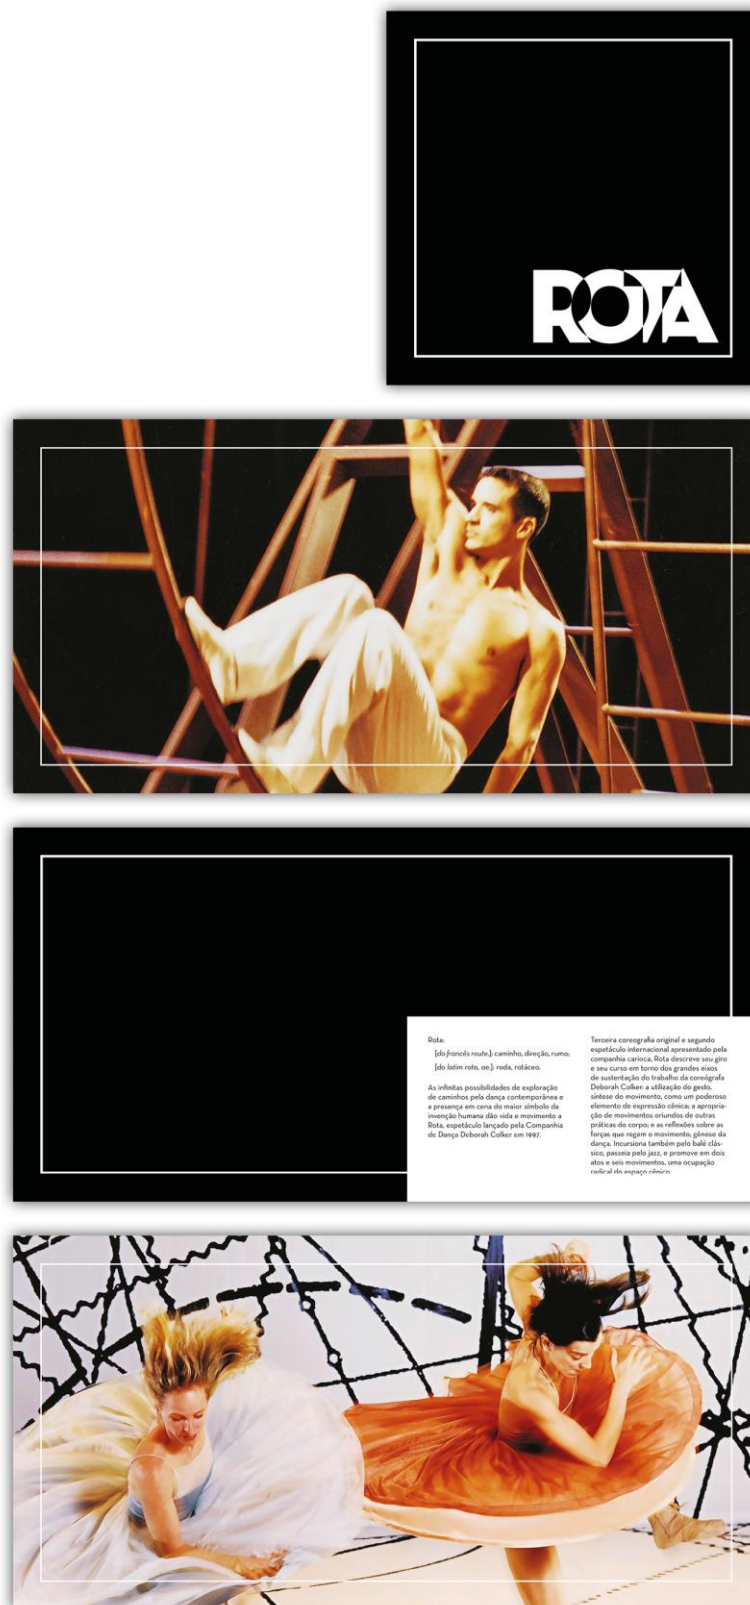 ROTA
Rota:
[do francês route.]: caminho, direção, rumo;
[do latim rota, oe.]: roda, rotáceo.
As infinitas possibilidades de exploração
de caminhos pela dança contemporânea e
a presença em cena do maior símbolo da
invenção humana dão vida e movimento a
Rota, espetáculo lançado pela Companhia
de Dança Deborah Colker em 1997.
Terceira coreografia original e segundo
espetáculo internacional apresentado pela
companhia carioca, Rota descreve seu giro
e seu curso em torno dos grandes eixos
de sustentação do trabalho da coreógrafa
Deborah Colker: a utilização do gesto,
síntese do movimento, como um poderoso
elemento de expressão cênica; a apropria-
ção de movimentos oriundos de outras
práticas do corpo; e as reflexões sobre as
forças que regem o movimento, gênese da
dança. Incursiona também pelo balé clás-
sico, passeia pelo jazz, e promove em dois
atos e seis movimentos, uma ocupação
radical do espaço cênico